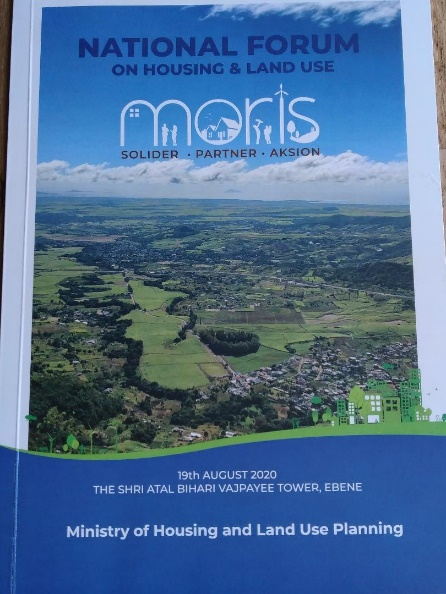 NATIONAL FORUM
ON HOUSING & LAND USE
moris
SOLIDER • PARTNER • AKSION
19th AUGUST 2020
THE SHRI ATAL BIHARI VAJPAYEE TOWER, EBENE
Ministry of Housing and Land Use Planning